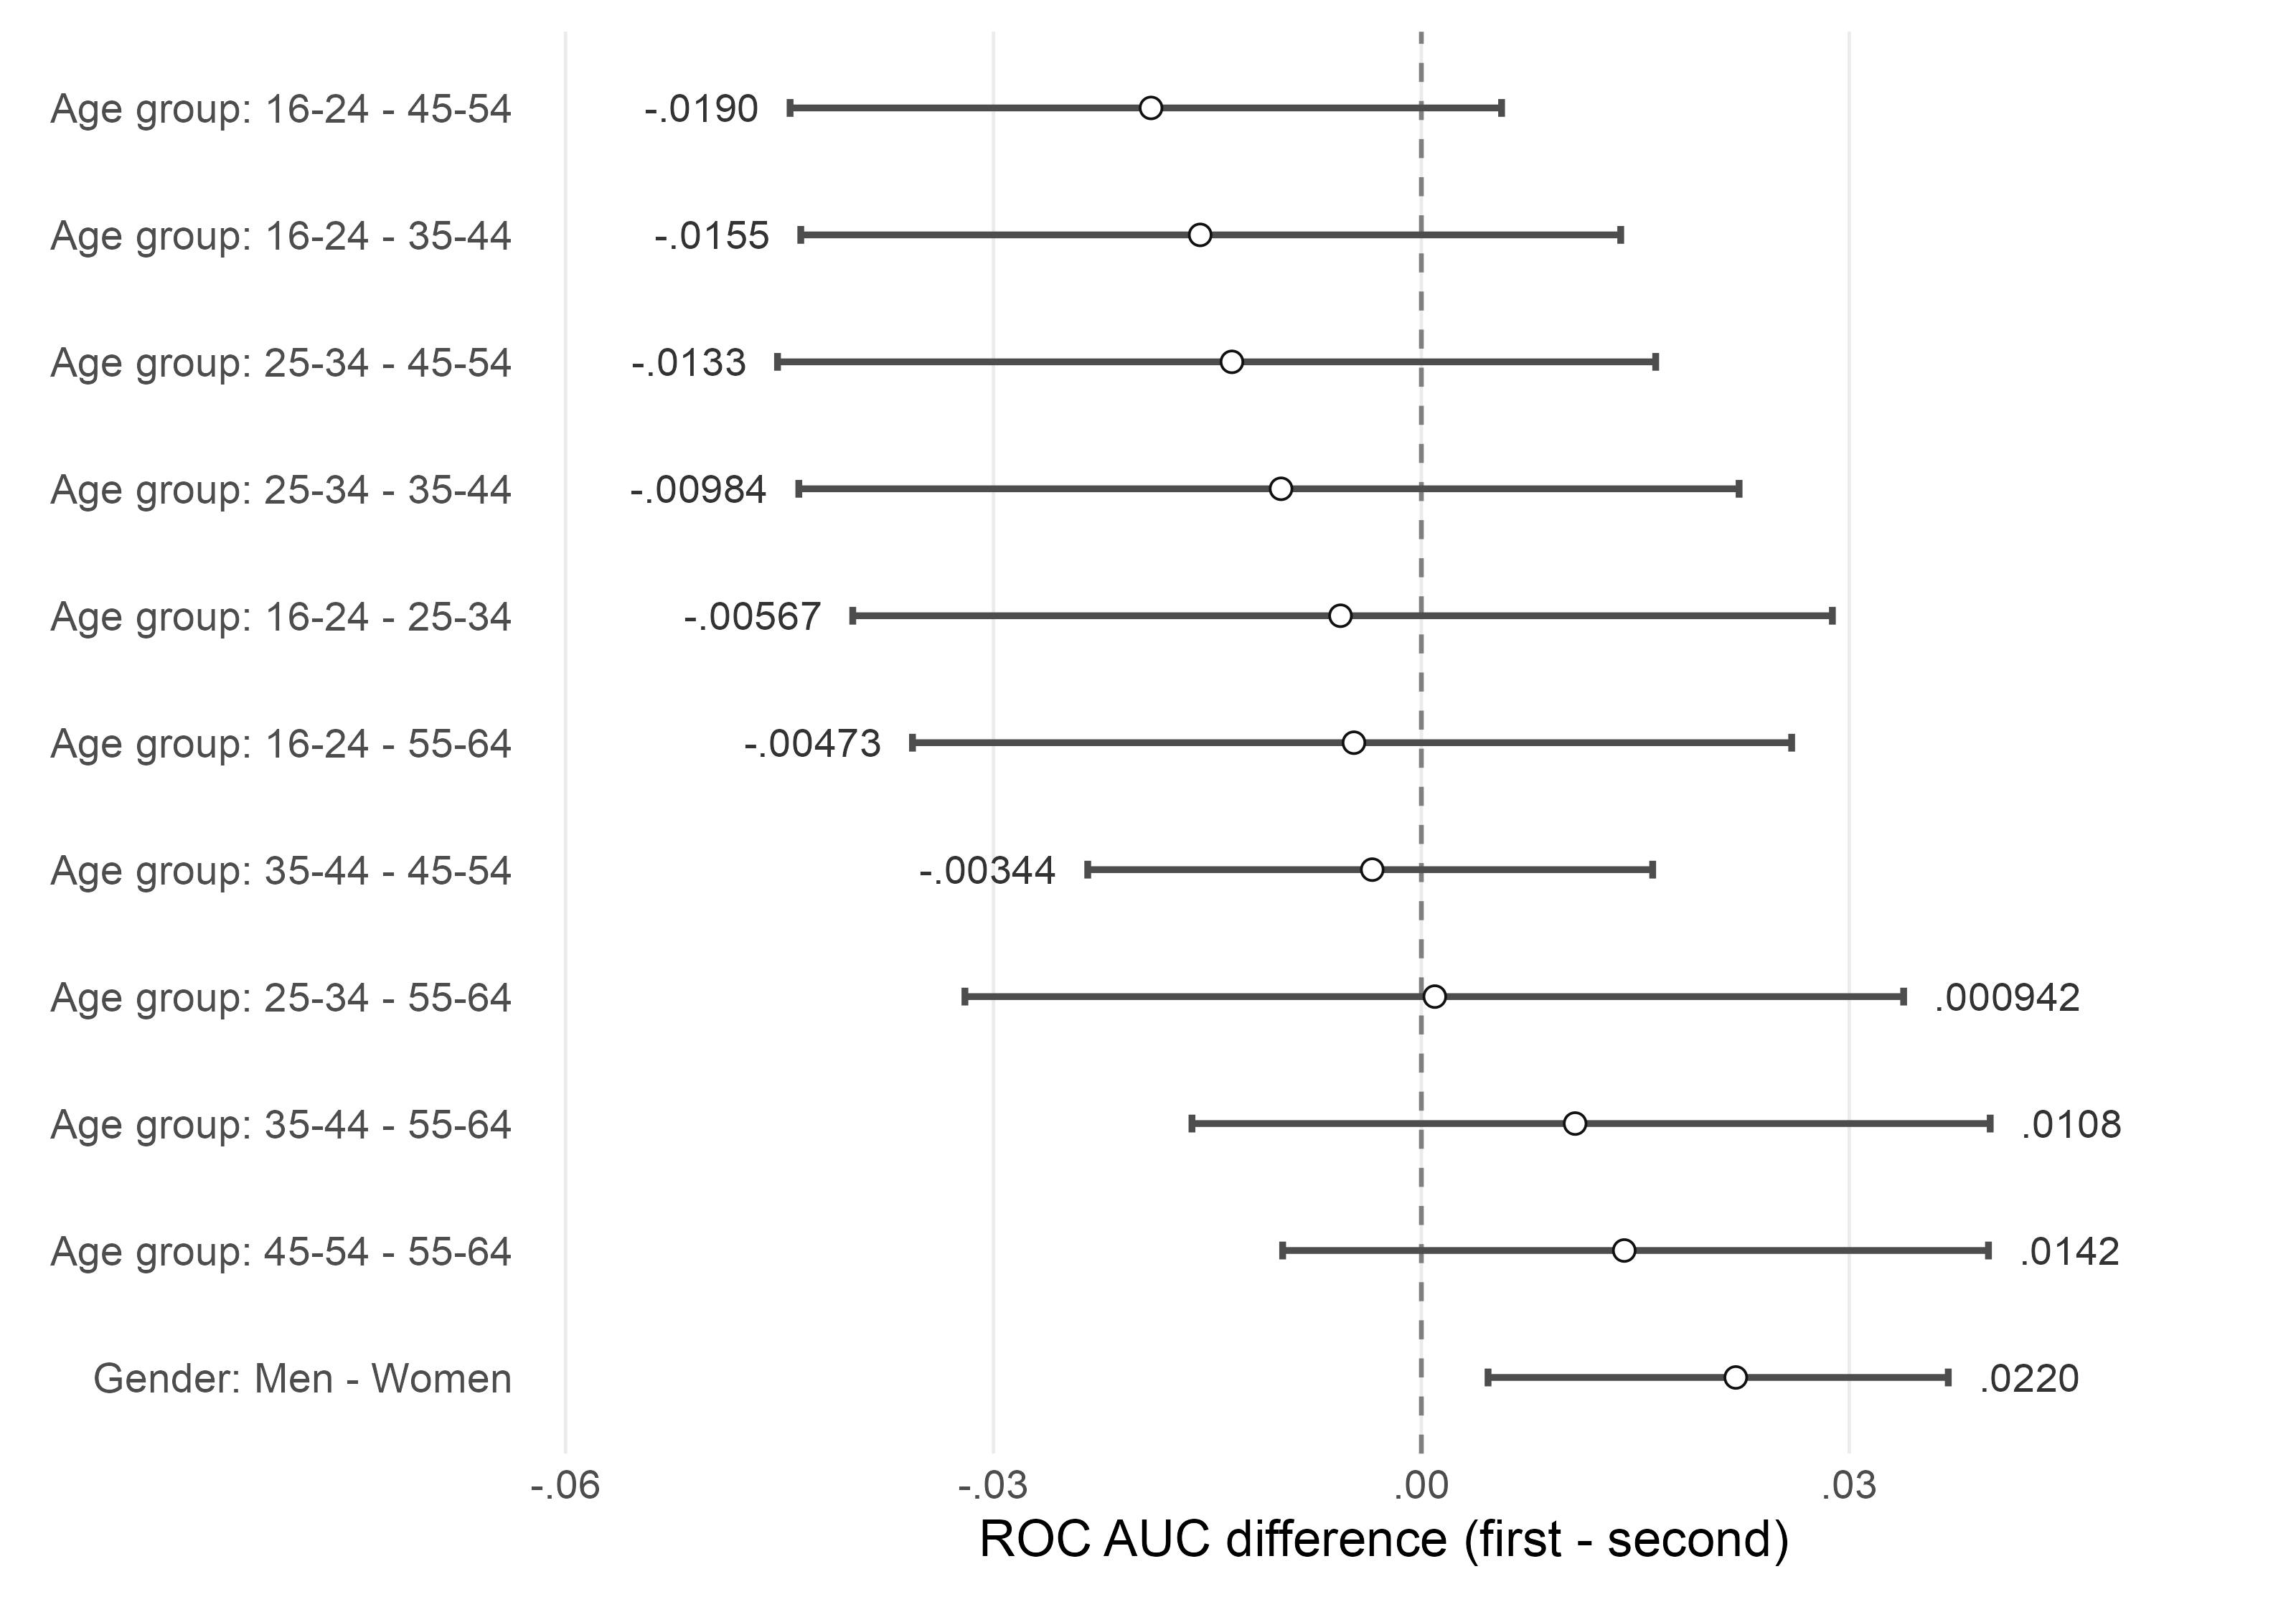 Age group: 16-24 - 45-54 -.0190
Age group: 16-24 - 35-44 -.0155
Age group: 25-34 - 45-54 -.0133
Age group: 25-34 - 35-44 -.00984
Age group: 16-24 - 25-34 -.00567
Age group: 16-24 - 55-64 -.00473
Age group: 35-44 - 45-54 -.00344
Age group: 25-34 - 55-64 .000942
Age group: 35-44 - 55-64 .0108
Age group: 45-54 - 55-64 .0142
Gender: Men - Women .0220
-.06 -.03 .00 .03
ROC AUC difference (first - second)